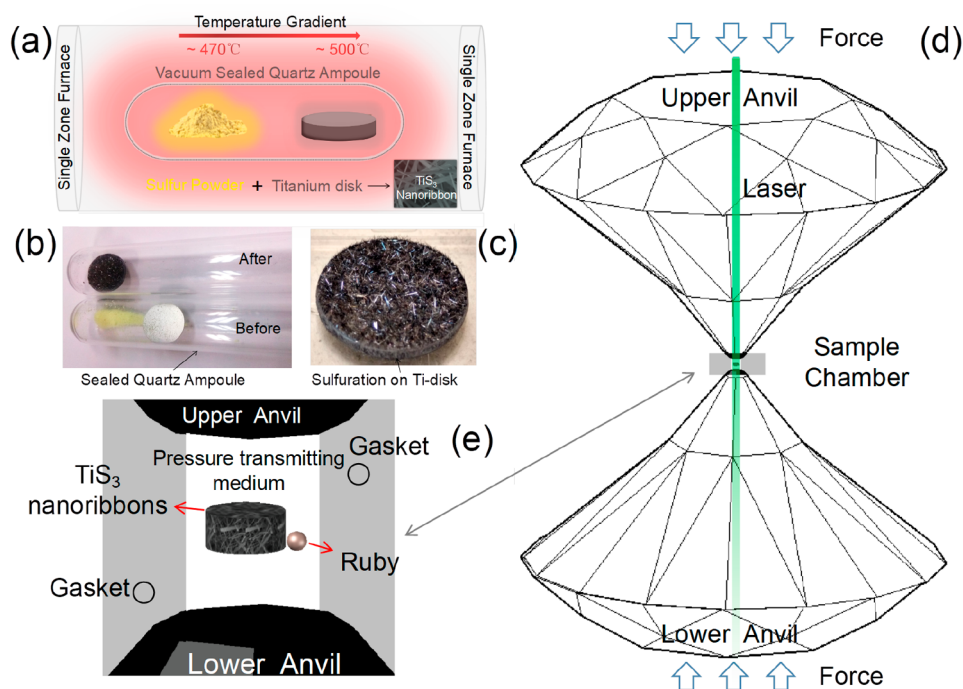 (a)
Temperature Gradient
~ 470℃
~ 500℃
Vacuum Sealed Quartz Ampoule
Single Zone Furnace
Single Zone Furnace
Sulfur Powder + Titanium disk
TiS₃
Nanoribbon
(b)
After
Before
Sealed Quartz Ampoule
(c)
Sulfuration on Ti-disk
(d)
Force
Upper Anvil
Laser
Sample
Chamber
Lower Anvil
Force
(e)
Upper Anvil
Gasket
Pressure transmitting
medium
TiS₃
nanoribbons
Ruby
Gasket
Lower Anvil